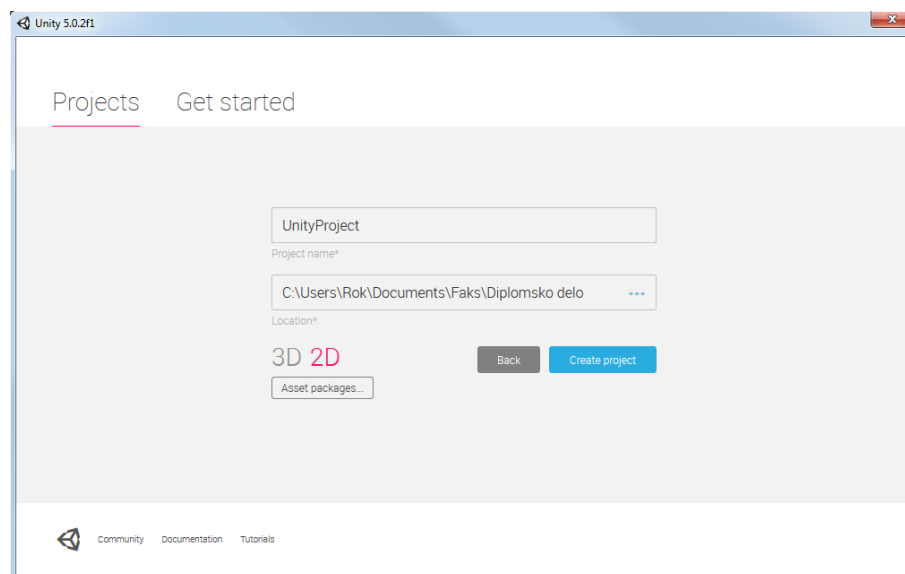 Unity 5.0.2f1
Projects Get started
UnityProject
Project name*
C:\Users\Rok\Documents\Faks\Diplomsko delo ...
Location*
3D 2D Back Create project
Asset packages...
Community Documentation Tutorials